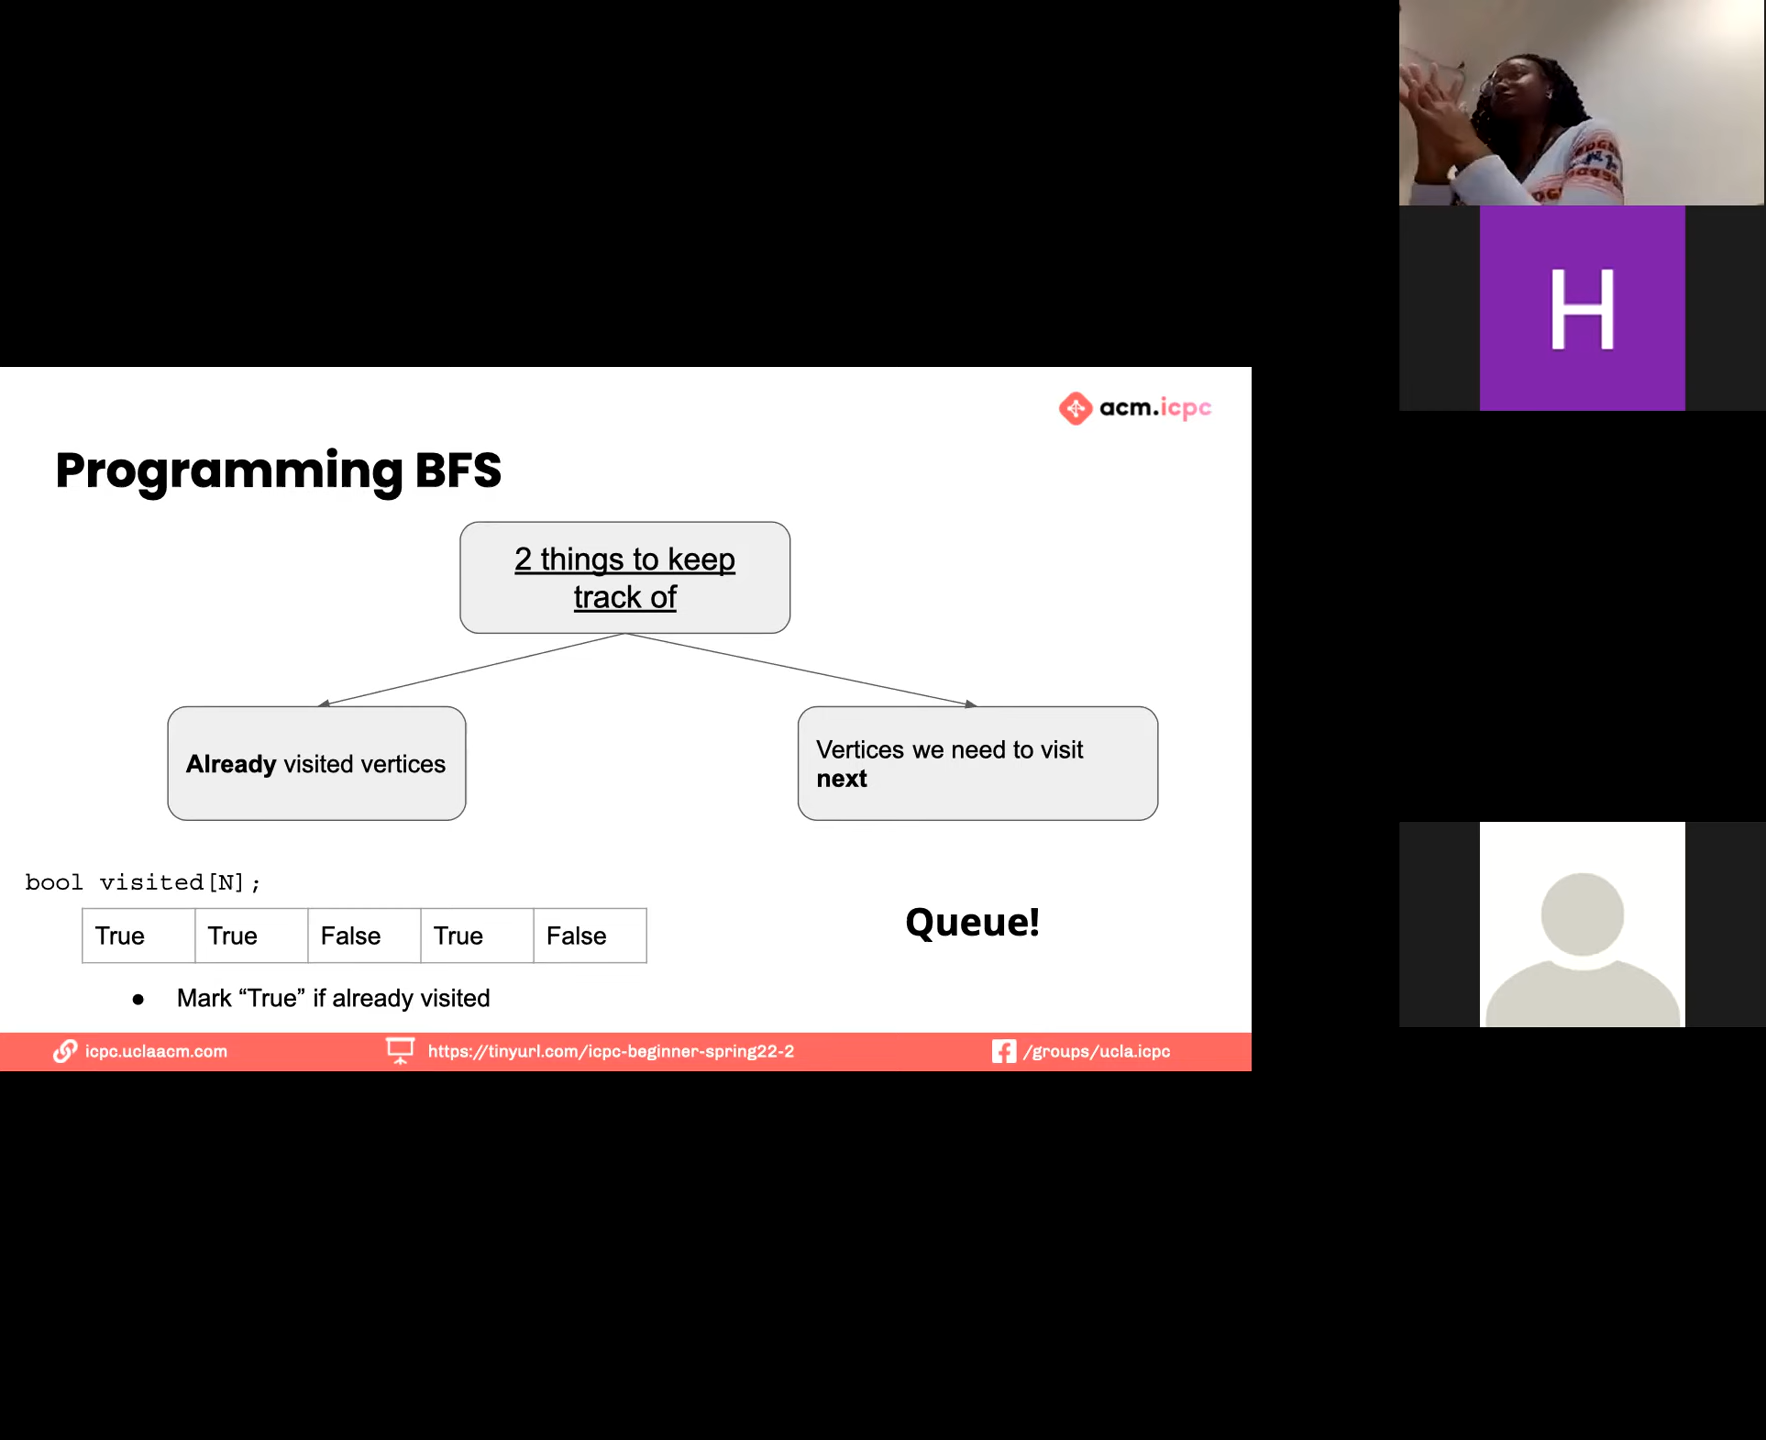 H
acm.icpc
Programming BFS
2 things to keep
track of
Already visited vertices
Vertices we need to visit
next
bool visited[N];
True True False True False
Queue!
● Mark “True” if already visited
icpc.uclaacm.com https://tinyurl.com/icpc-beginner-spring22-2 /groups/ucla.icpc